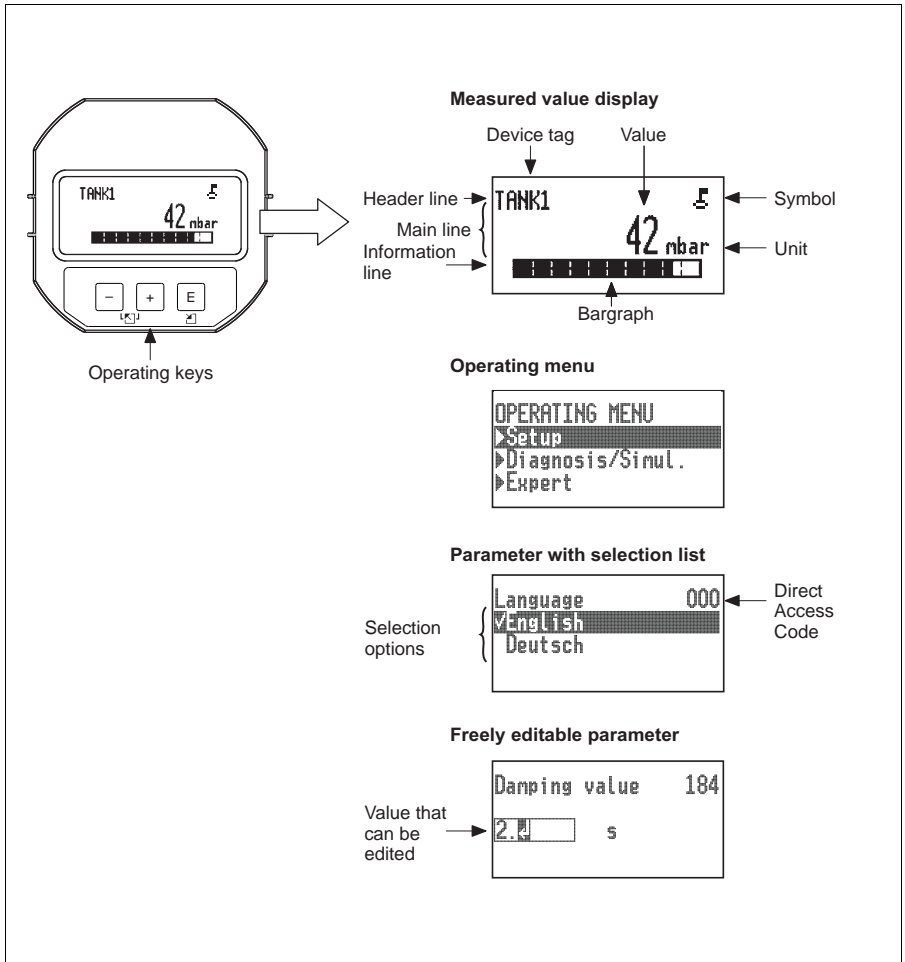 TANK1
42 mbar
- + E
Operating keys
Measured value display
Device tag
Value
Header line
Main line
Information
line
TANK1
42 mbar
Symbol
Unit
Bargraph
Operating menu
OPERATING MENU
Setup
Diagnosis/Simul.
Expert
Parameter with selection list
Language 000
English
Deutsch
Selection
options
Direct
Access
Code
Freely editable parameter
Damping value 184
2. s
Value that
can be
edited